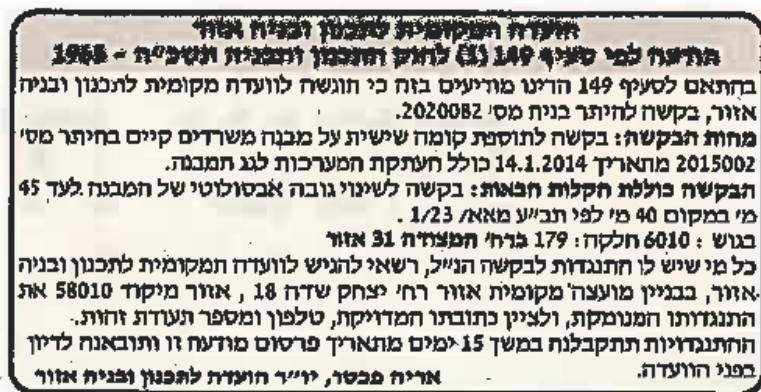 הועדה המקומית לתכנון ובניה אזור
הודעה לפי סעיף 149 (1) לחוק התכנון והבניה תשכ״ה - 1965
בהתאם לסעיף 149 הרינו מודיעים בזה כי הוגשה לוועדה מקומית לתכנון ובניה
אזור, בקשה להיתר בניה מס׳ 2020082.
מהות הבקשה: בקשה לתוספת קומה שישית על מבנה משרדים קיים בהיתר מס׳
2015002 מתאריך 14.1.2014 כולל העתקת המערכות לגג המבנה.
הבקשה כוללת הקלות הבאות: בקשה לשינוי גובה אבסולוטי של המבנה לעד 45
מ׳ במקום 40 מ׳ לפי תב״ע מאא/ 1/23 .
בגוש : 6010 חלקה: 179 ברח׳ המצודה 31 אזור
כל מי שיש לו התנגדות לבקשה הנ״ל, רשאי להגיש לוועדה המקומית לתכנון ובניה
אזור, בבניין מועצה מקומית אזור רח׳ יצחק שדה 18 , אזור מיקוד 58010 את
התנגדותו המנומקת, ולציין כתובתו המדויקת, טלפון ומספר תעודת זהות.
ההתנגדויות תתקבלנה במשך 15 ימים מתאריך פרסום מודעה זו ותובאנה לדיון
בפני הוועדה.
אריה פכטר, יו״ר הועדה לתכנון ובניה אזור